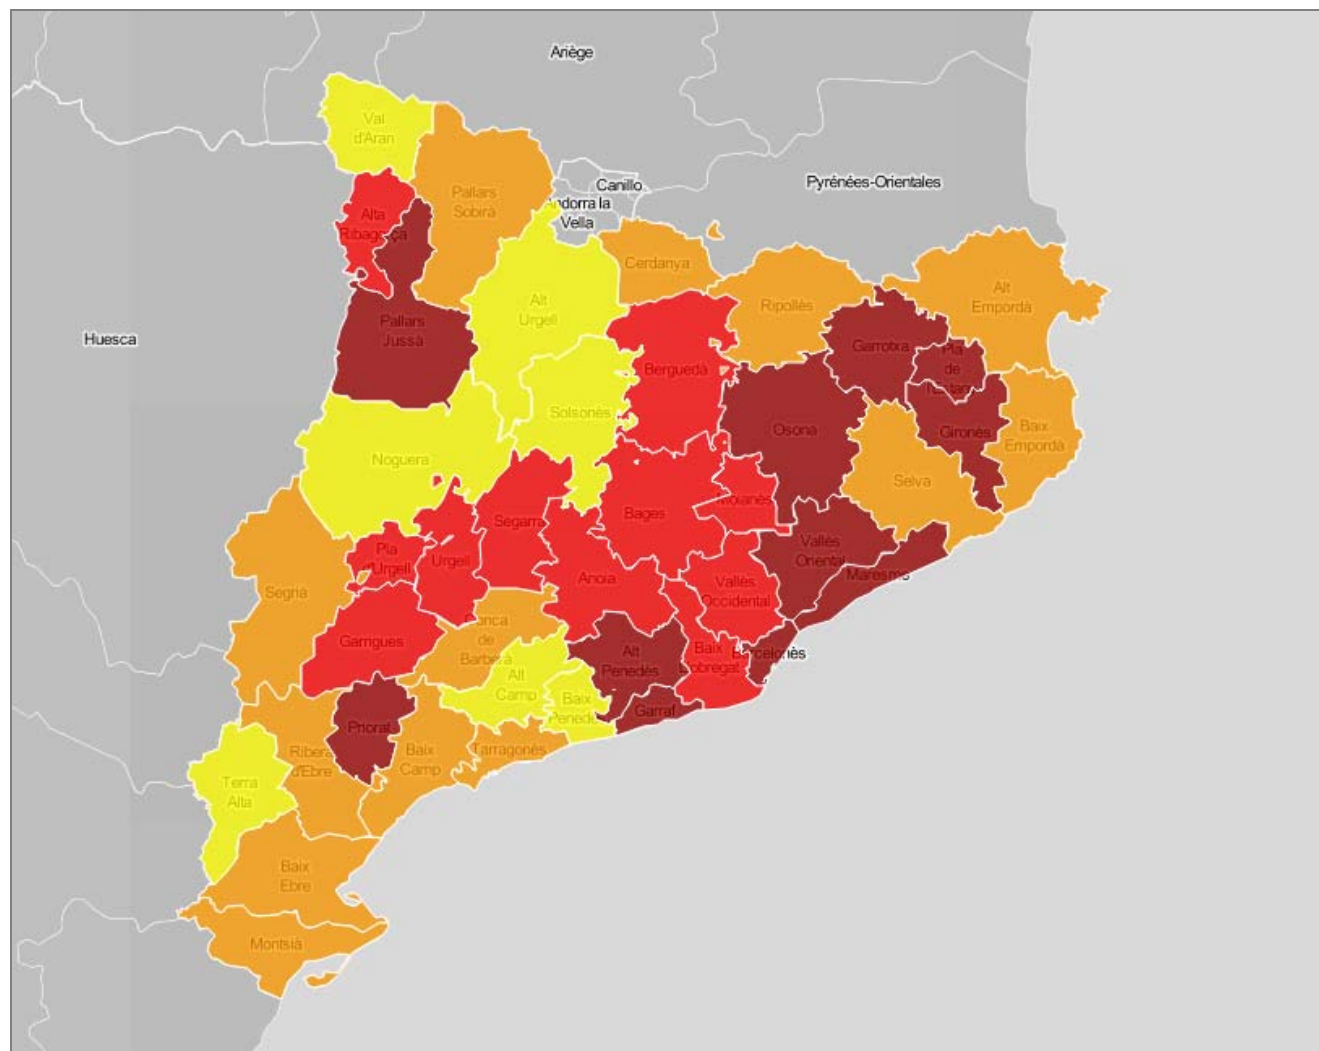 Ariège
Val
d'Aran
Canillo
Pyrénées-Orientales
Pallars
Sobirà
Andorra la
Vella
Alta
Ribagorça
Cerdanya
Alt
Urgell
Ripollès
Alt
Empordà
Huesca
Pallars
Jussà
Garrotxa
Pla
de
Berguedà
Solsonès
Osona
Gironès
Baix
Empordà
Noguera
Selva
Bages
Moianès
Segarra
Vallès
Oriental
Pla
d'Urgell
Urgell
Anoia
Maresme
Vallès
Occidental
Segrià
Garrigues
Conca
de
Barberà
Alt
Penedès
Baix
Llobregat
Barcelonès
Alt
Camp
Baix
Penedès
Garraf
Priorat
Ribera
d'Ebre
Baix
Camp
Tarragonès
Terra
Alta
Baix
Ebre
Montsià